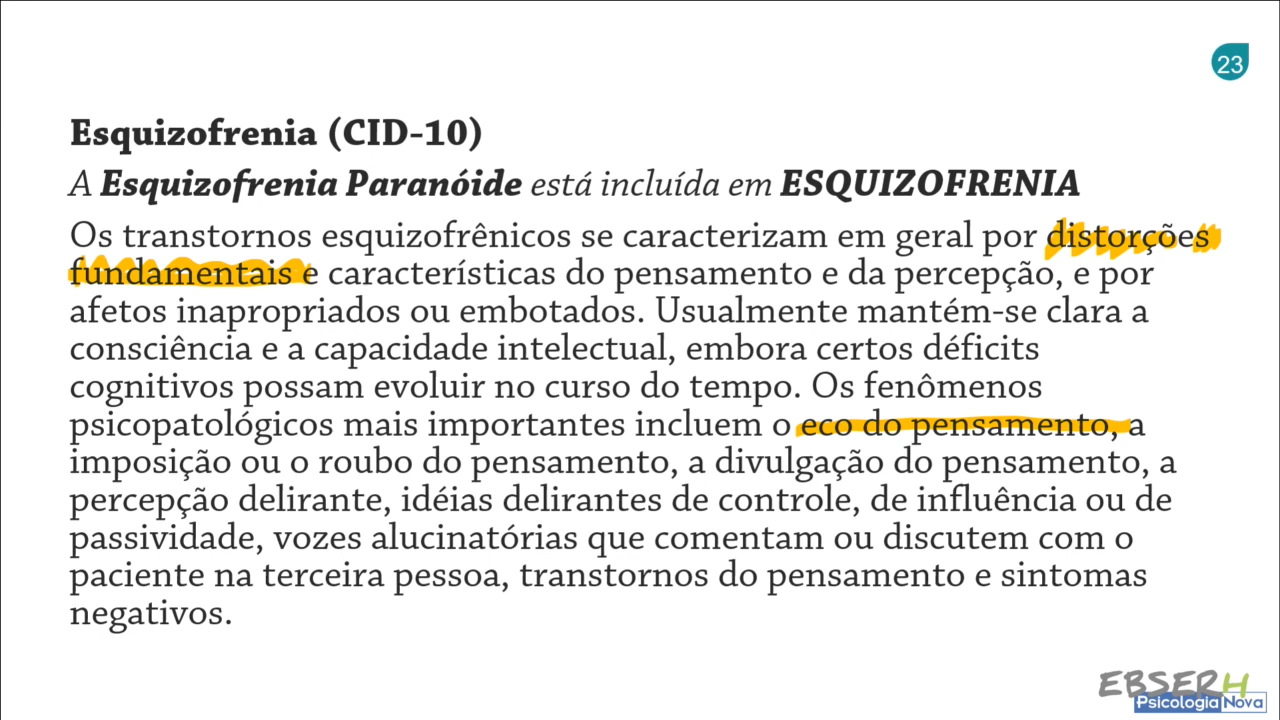 23
Esquizofrenia (CID-10)
A Esquizofrenia Paranóide está incluída em ESQUIZOFRENIA
Os transtornos esquizofrênicos se caracterizam em geral por distorções
fundamentais e características do pensamento e da percepção, e por
afetos inapropriados ou embotados. Usualmente mantém-se clara a
consciência e a capacidade intelectual, embora certos déficits
cognitivos possam evoluir no curso do tempo. Os fenômenos
psicopatológicos mais importantes incluem o eco do pensamento, a
imposição ou o roubo do pensamento, a divulgação do pensamento, a
percepção delirante, idéias delirantes de controle, de influência ou de
passividade, vozes alucinatórias que comentam ou discutem com o
paciente na terceira pessoa, transtornos do pensamento e sintomas
negativos.
EBSERH
Psicologia Nova